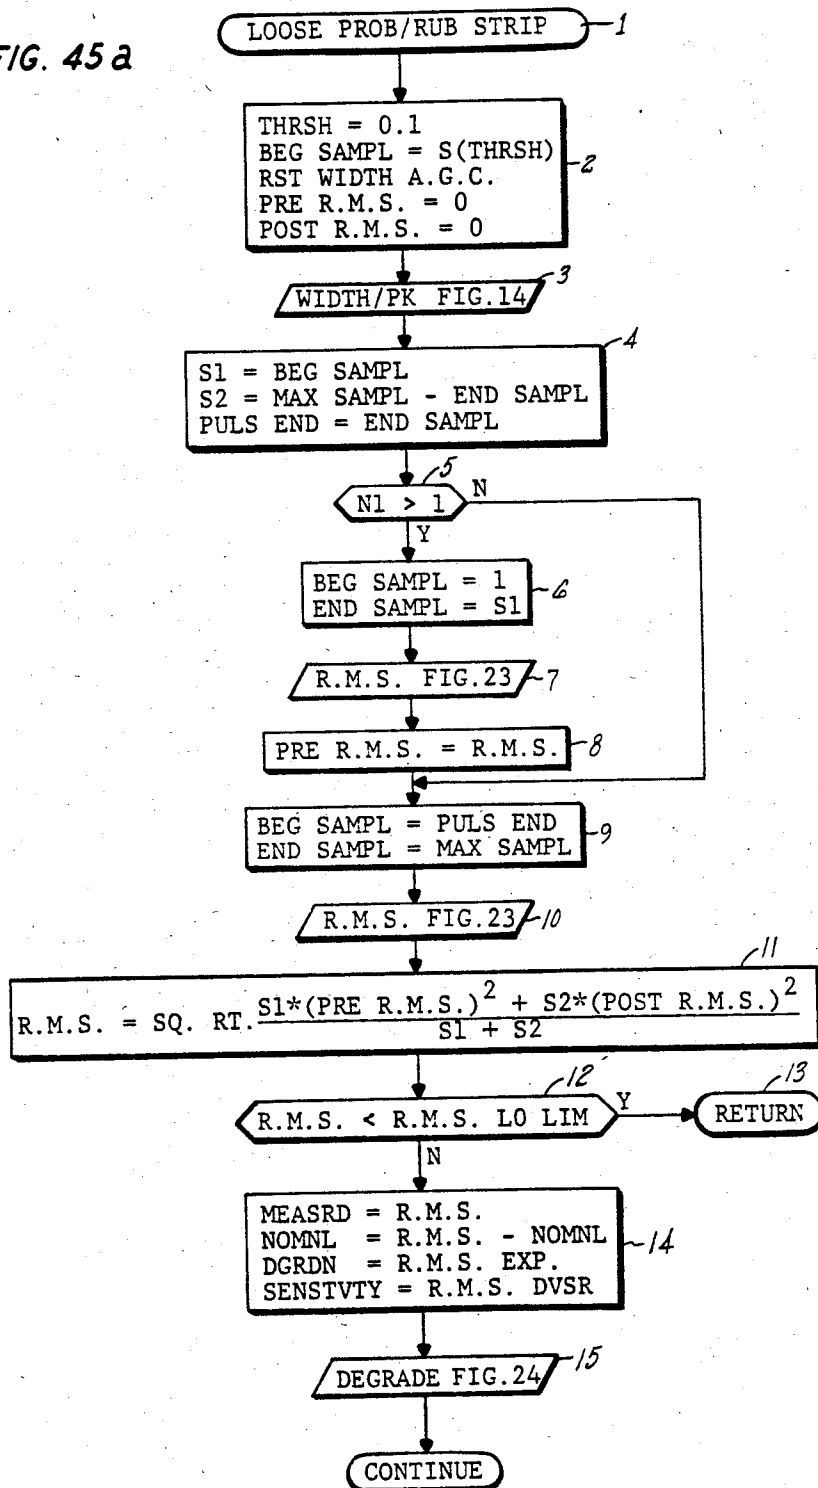 FIG. 45a
LOOSE PROB/RUB STRIP
1
THRSH = 0.1
BEG SAMPL = S(THRSH)
RST WIDTH A.G.C.
PRE R.M.S. = 0
POST R.M.S. = 0
2
WIDTH/PK FIG.14
3
S1 = BEG SAMPL
S2 = MAX SAMPL - END SAMPL
PULS END = END SAMPL
4
5
N1 > 1
N
Y
BEG SAMPL = 1
END SAMPL = S1
6
R.M.S. FIG.23
7
PRE R.M.S. = R.M.S.
8
BEG SAMPL = PULS END
END SAMPL = MAX SAMPL
9
R.M.S. FIG.23
10
11
R.M.S. = SQ. RT. S1*(PRE R.M.S.)² + S2*(POST R.M.S.)²
S1 + S2
12
R.M.S. < R.M.S. LO LIM
Y
13
RETURN
N
MEASRD = R.M.S.
NOMNL = R.M.S. - NOMNL
DGRDN = R.M.S. EXP.
SENSTVTY = R.M.S. DVSR
14
DEGRADE FIG.24
15
CONTINUE